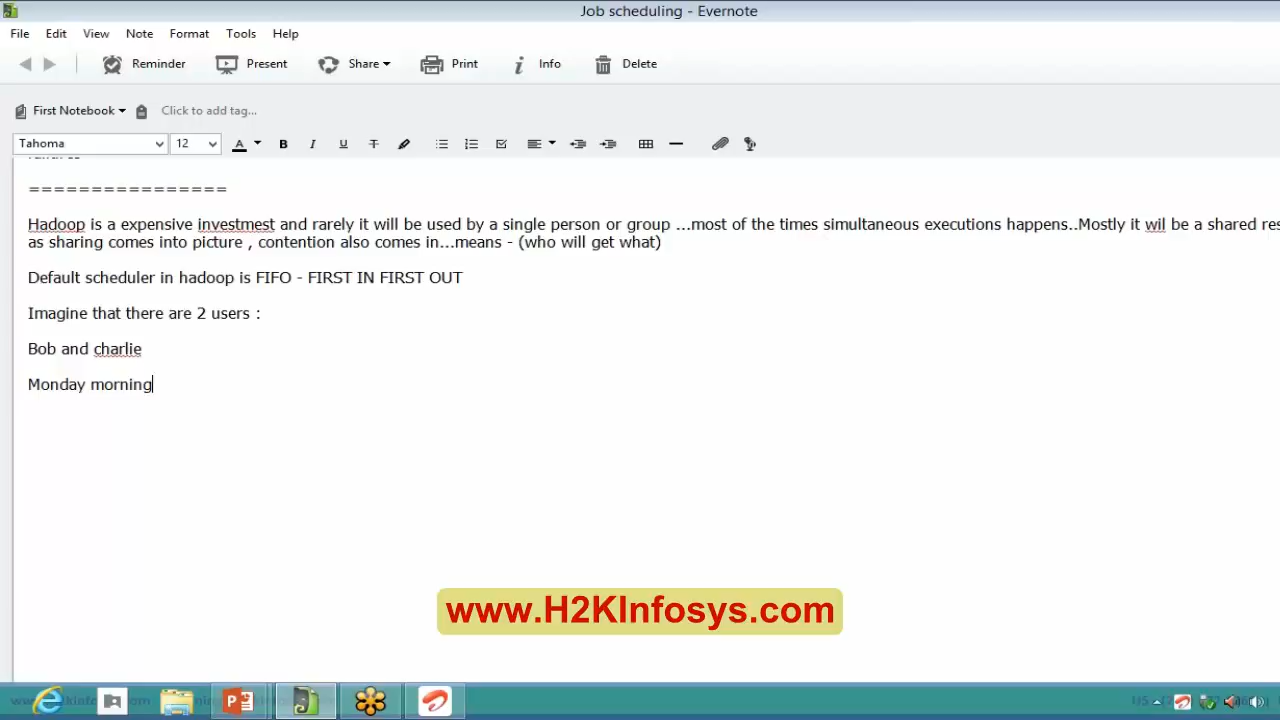 Job scheduling - Evernote
File Edit View Note Format Tools Help
Reminder Present Share Print Info Delete
First Notebook Click to add tag...
Tahoma 12 A B I U T
================
Hadoop is a expensive investmest and rarely it will be used by a single person or group ...most of the times simultaneous executions happens..Mostly it wil be a shared res
as sharing comes into picture , contention also comes in...means - (who will get what)
Default scheduler in hadoop is FIFO - FIRST IN FIRST OUT
Imagine that there are 2 users :
Bob and charlie
Monday morning
www.H2KInfosys.com